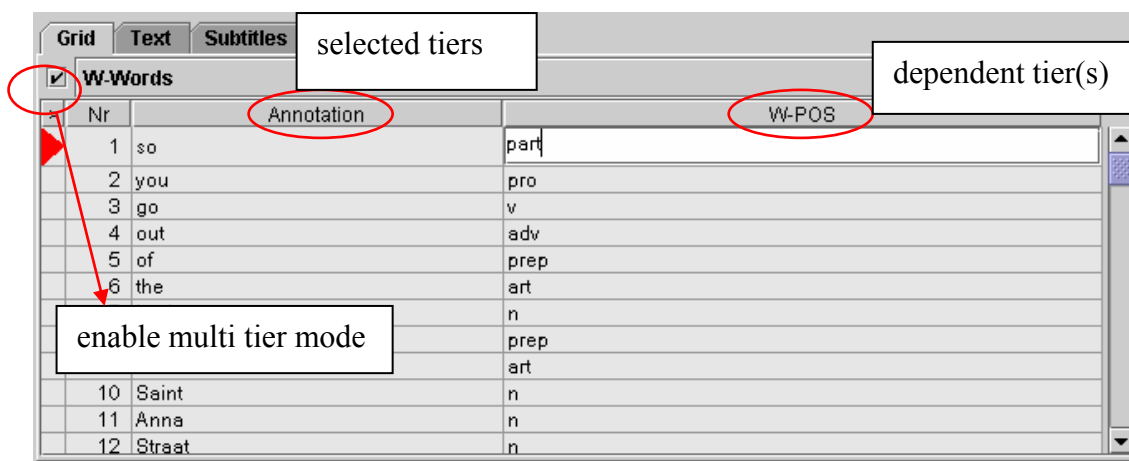 Grid Text Subtitles
selected tiers
W-Words
dependent tier(s)
> Nr Annotation W-POS
1 so part
2 you pro
3 go v
4 out adv
5 of prep
6 the art
n
enable multi tier mode
prep
art
10 Saint n
11 Anna n
12 Straat n